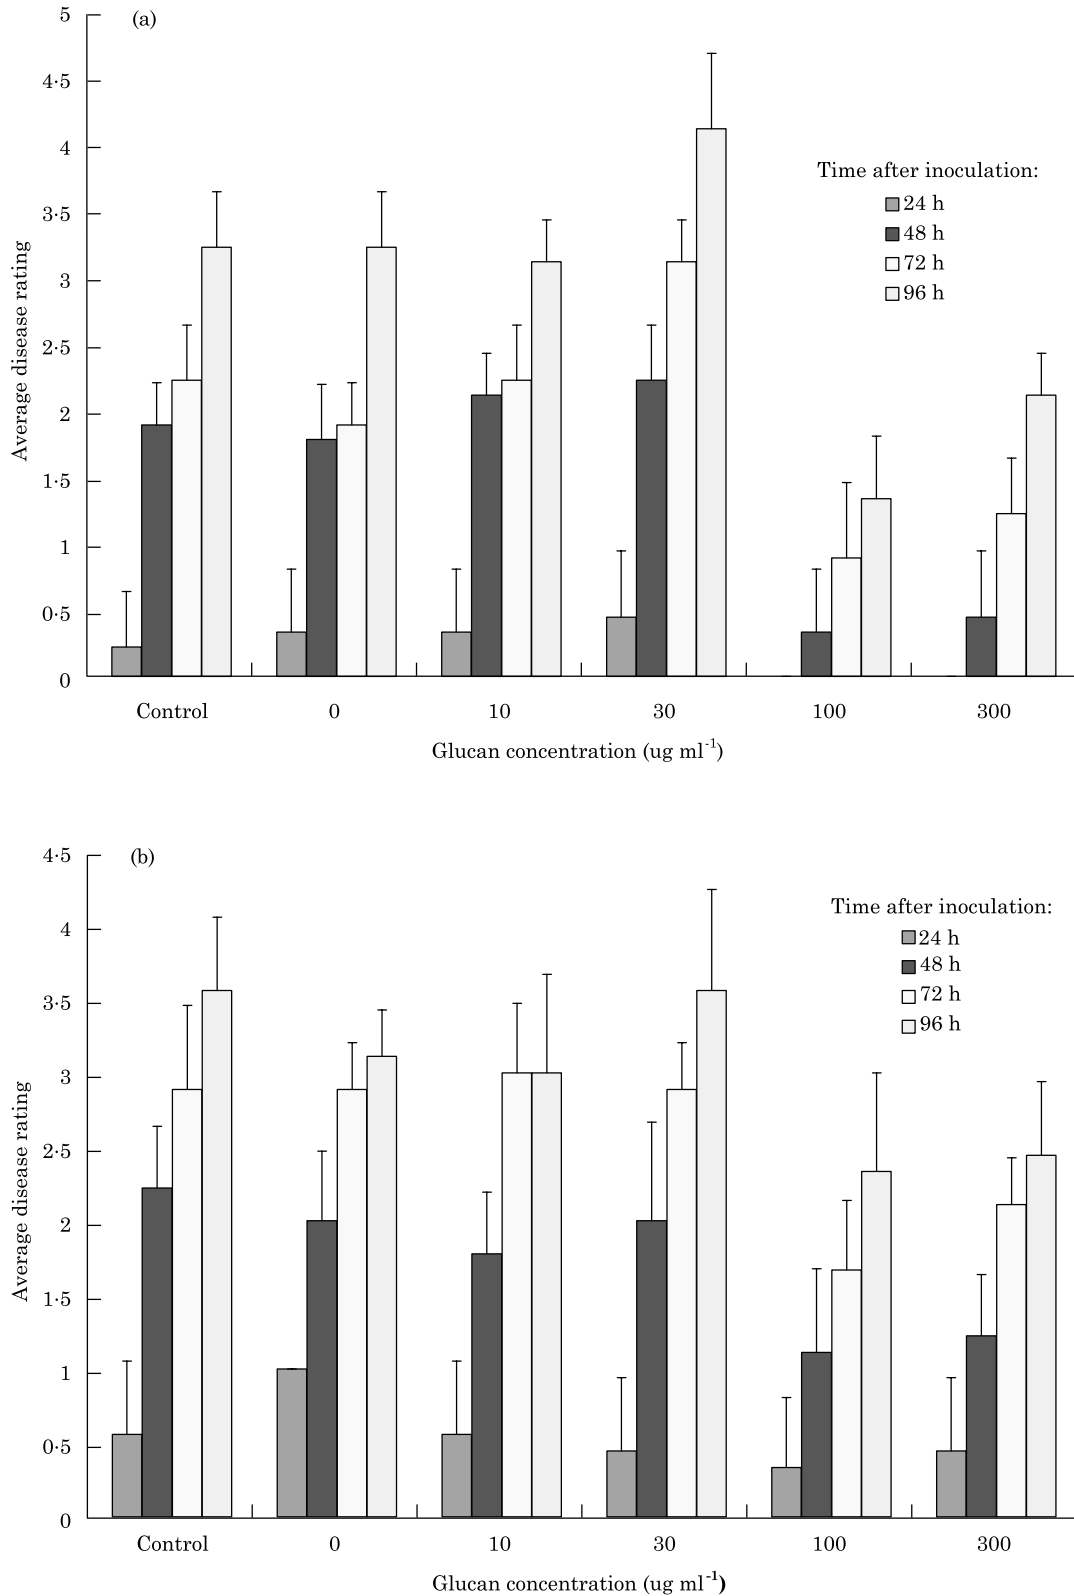 (a)
5
4·5
4
3·5
3
2·5
2
1·5
1
0·5
0
Average disease rating
Time after inoculation:
24 h
48 h
72 h
96 h
Control 0 10 30 100 300
Glucan concentration (ug ml⁻¹)
(b)
4·5
4
3·5
3
2·5
2
1·5
1
0·5
0
Average disease rating
Time after inoculation:
24 h
48 h
72 h
96 h
Control 0 10 30 100 300
Glucan concentration (ug ml⁻¹)